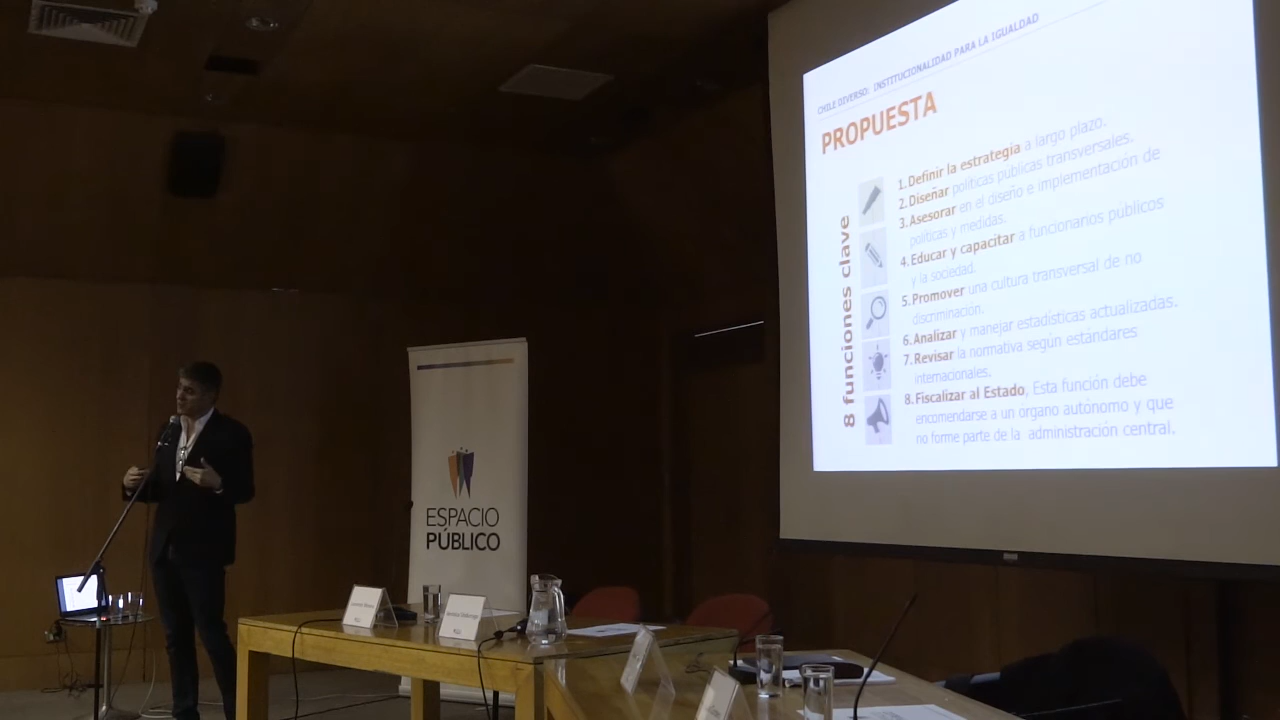 CHILE DIVERSO: INSTITUCIONALIDAD PARA LA IGUALDAD
PROPUESTA
8 funciones clave
1. Definir la estrategia a largo plazo.
2. Diseñar políticas públicas transversales.
3. Asesorar en el diseño e implementación de
políticas y medidas.
4. Educar y capacitar a funcionarios públicos
y la sociedad.
5. Promover una cultura transversal de no
discriminación.
6. Analizar y manejar estadísticas actualizadas.
7. Revisar la normativa según estándares
internacionales.
8. Fiscalizar al Estado. Esta función debe
encomendarse a un órgano autónomo y que
no forme parte de la administración central.
ESPACIO
PÚBLICO